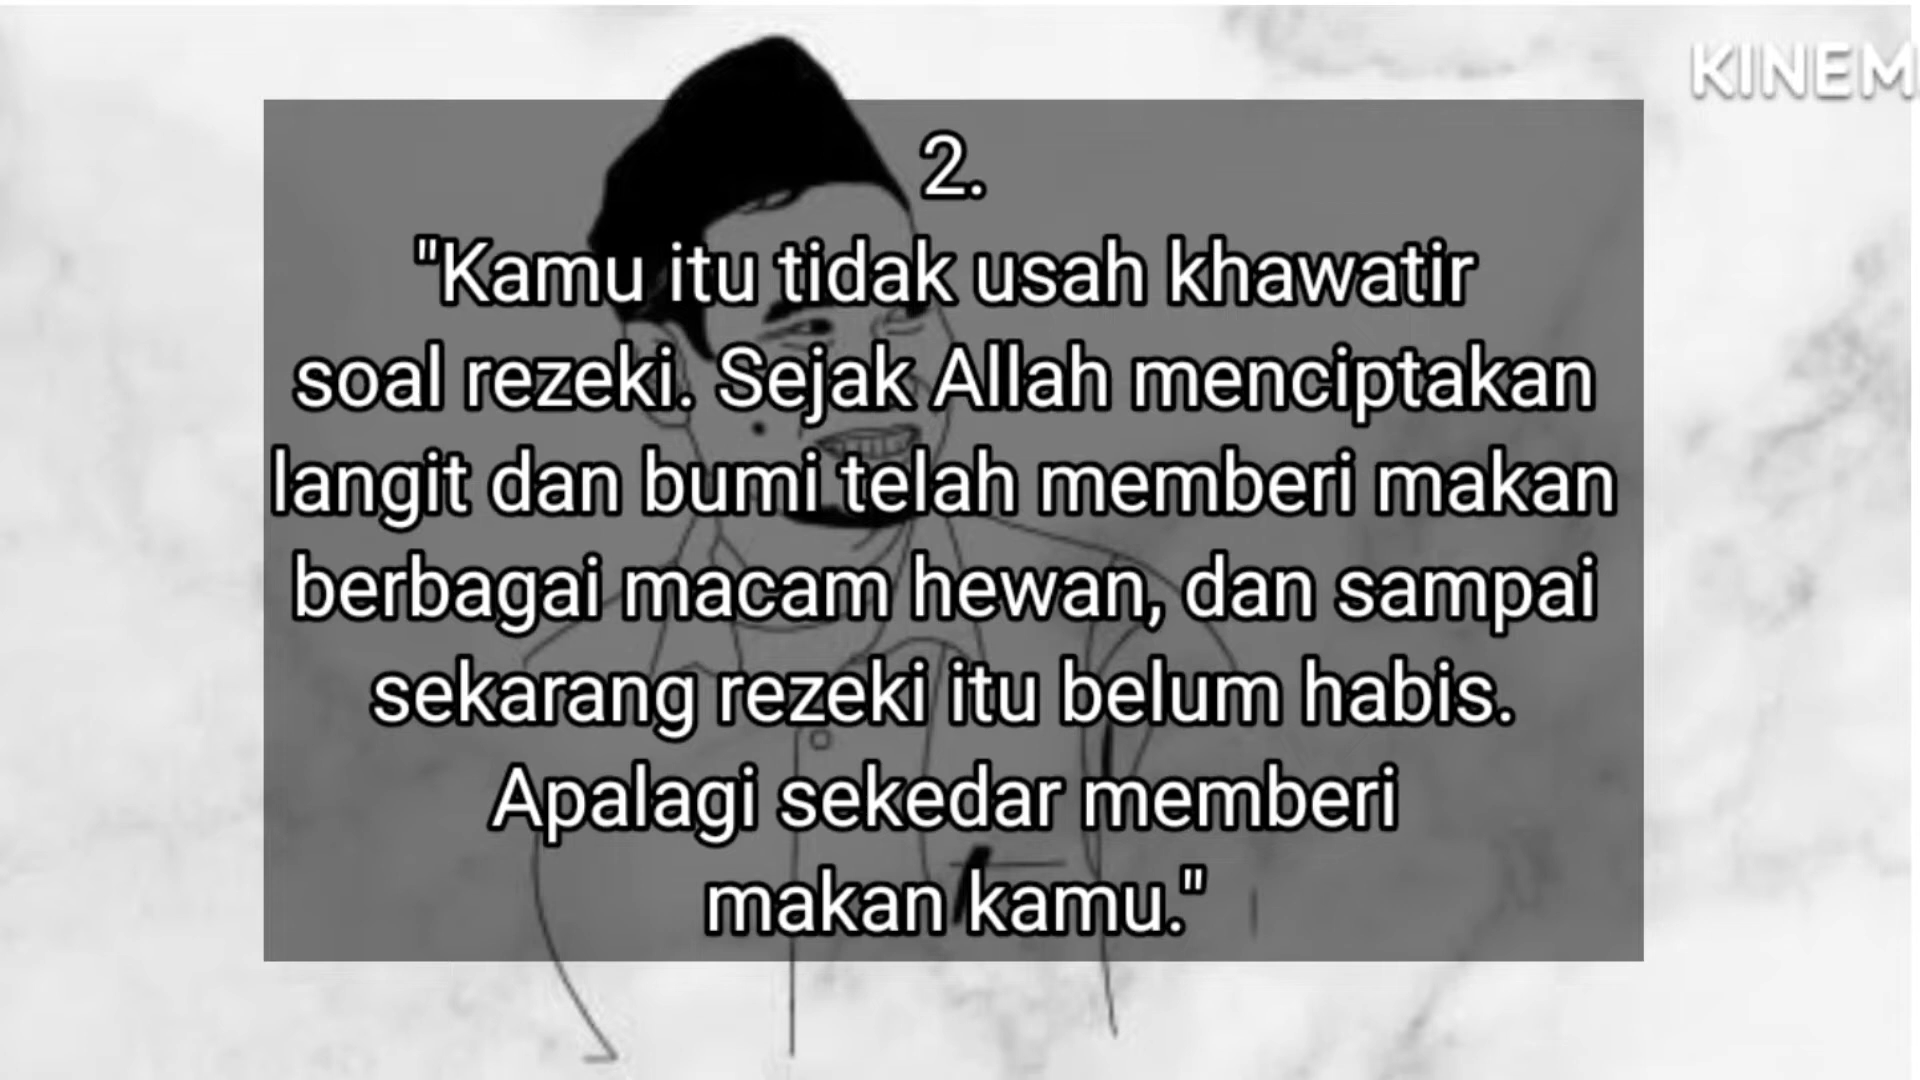 KINEM
2.
"Kamu itu tidak usah khawatir
soal rezeki. Sejak Allah menciptakan
langit dan bumi telah memberi makan
berbagai macam hewan, dan sampai
sekarang rezeki itu belum habis.
Apalagi sekedar memberi
makan kamu."